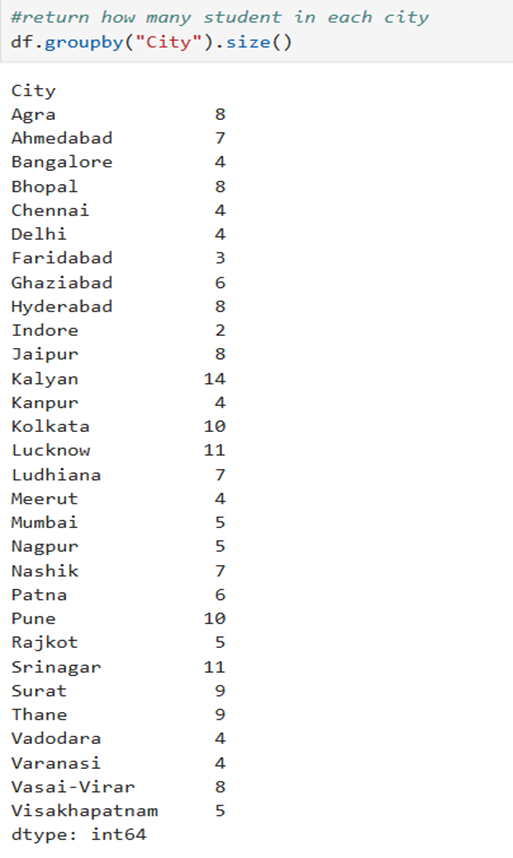 #return how many student in each city
df.groupby("City").size()
City
Agra 8
Ahmedabad 7
Bangalore 4
Bhopal 8
Chennai 4
Delhi 4
Faridabad 3
Ghaziabad 6
Hyderabad 8
Indore 2
Jaipur 8
Kalyan 14
Kanpur 4
Kolkata 10
Lucknow 11
Ludhiana 7
Meerut 4
Mumbai 5
Nagpur 5
Nashik 7
Patna 6
Pune 10
Rajkot 5
Srinagar 11
Surat 9
Thane 9
Vadodara 4
Varanasi 4
Vasai-Virar 8
Visakhapatnam 5
dtype: int64